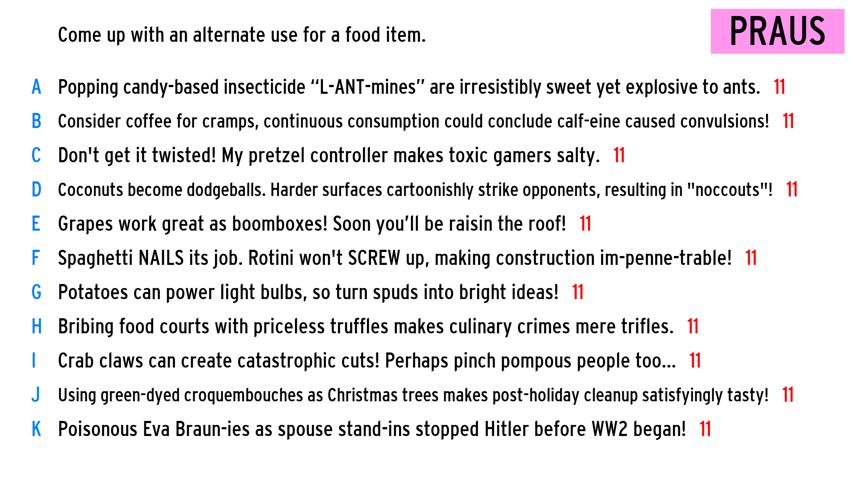 Come up with an alternate use for a food item.
PRAUS
A Popping candy-based insecticide “L-ANT-mines” are irresistibly sweet yet explosive to ants. 11
B Consider coffee for cramps, continuous consumption could conclude calf-eine caused convulsions! 11
C Don't get it twisted! My pretzel controller makes toxic gamers salty. 11
D Coconuts become dodgeballs. Harder surfaces cartoonishly strike opponents, resulting in "noccouts"! 11
E Grapes work great as boomboxes! Soon you’ll be raisin the roof! 11
F Spaghetti NAILS its job. Rotini won't SCREW up, making construction im-penne-trable! 11
G Potatoes can power light bulbs, so turn spuds into bright ideas! 11
H Bribing food courts with priceless truffles makes culinary crimes mere trifles. 11
I Crab claws can create catastrophic cuts! Perhaps pinch pompous people too... 11
J Using green-dyed croquembouches as Christmas trees makes post-holiday cleanup satisfyingly tasty! 11
K Poisonous Eva Braun-ies as spouse stand-ins stopped Hitler before WW2 began! 11